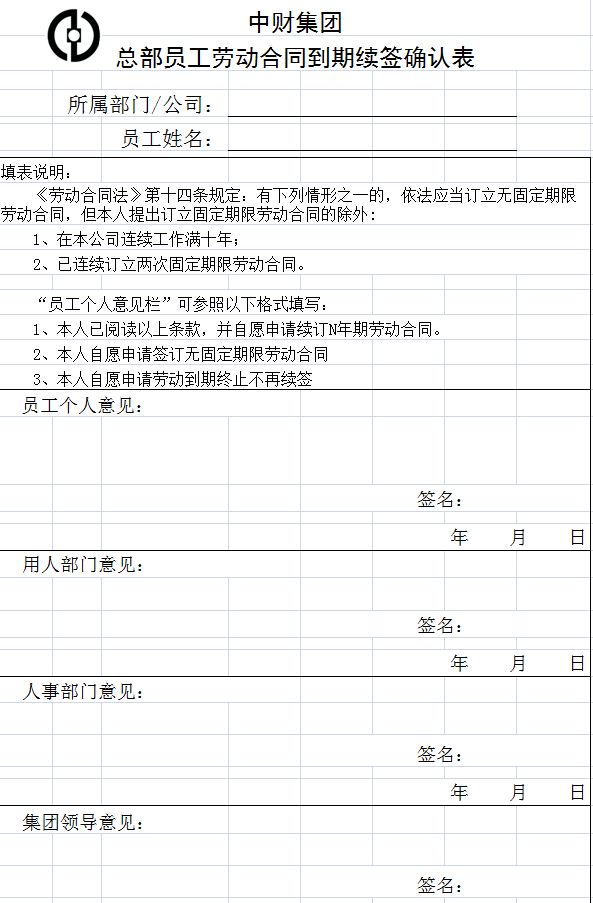 中财集团
总部员工劳动合同到期续签确认表
所属部门/公司：
员工姓名：
填表说明：
《劳动合同法》第十四条规定：有下列情形之一的，依法应当订立无固定期限
劳动合同，但本人提出订立固定期限劳动合同的除外：
1、在本公司连续工作满十年；
2、已连续订立两次固定期限劳动合同。
“员工个人意见栏”可参照以下格式填写：
1、本人已阅读以上条款，并自愿申请续订N年期劳动合同。
2、本人自愿申请签订无固定期限劳动合同
3、本人自愿申请劳动到期终止不再续签
员工个人意见：
签名：
年 月 日
用人部门意见：
签名：
年 月 日
人事部门意见：
签名：
年 月 日
集团领导意见：
签名：